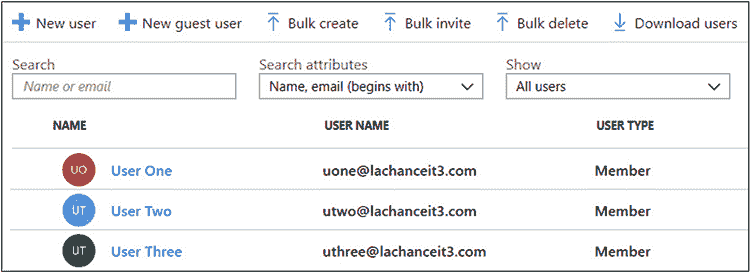 New user New guest user Bulk create Bulk invite Bulk delete Download users
Search Search attributes Show
Name or email Name, email (begins with) All users
NAME USER NAME USER TYPE
UO User One uone@lachanceit3.com Member
UT User Two utwo@lachanceit3.com Member
UT User Three uthree@lachanceit3.com Member